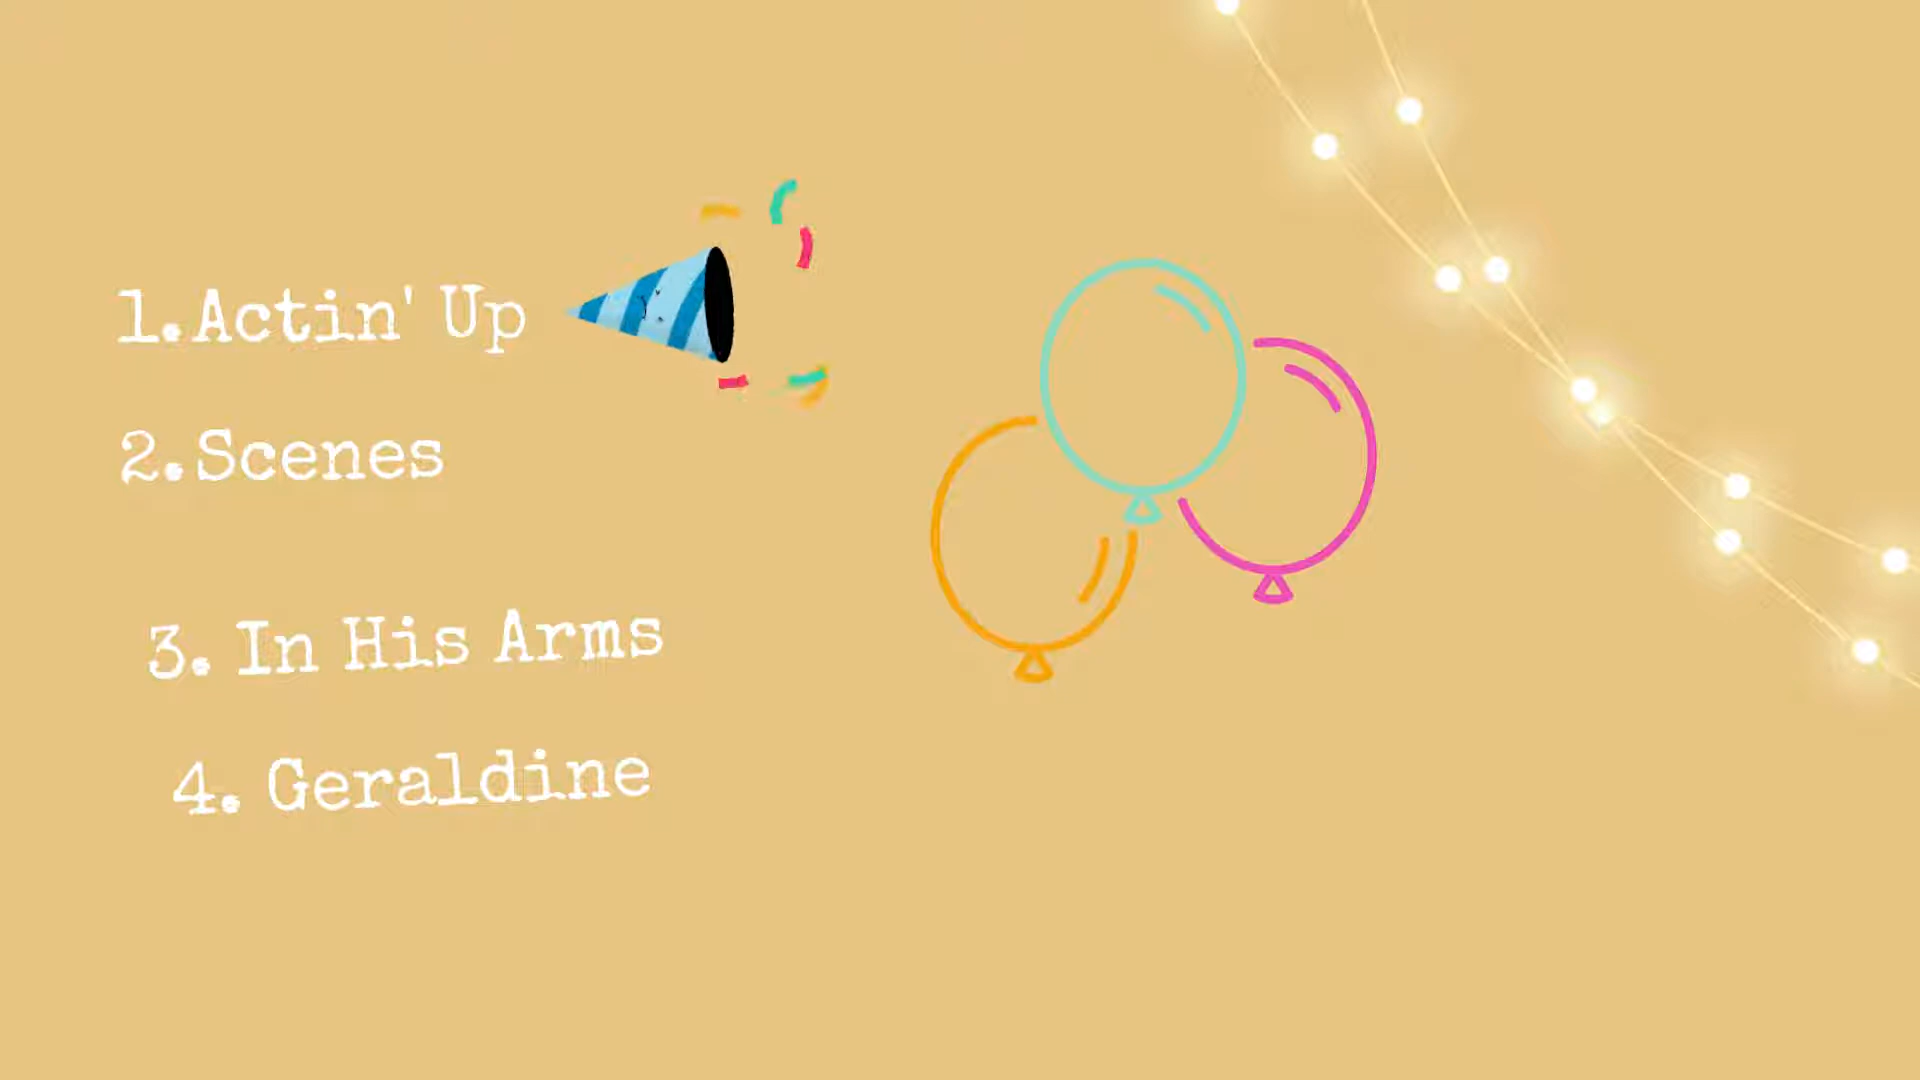 1. Actin' Up
2. Scenes
3. In His Arms
4. Geraldine